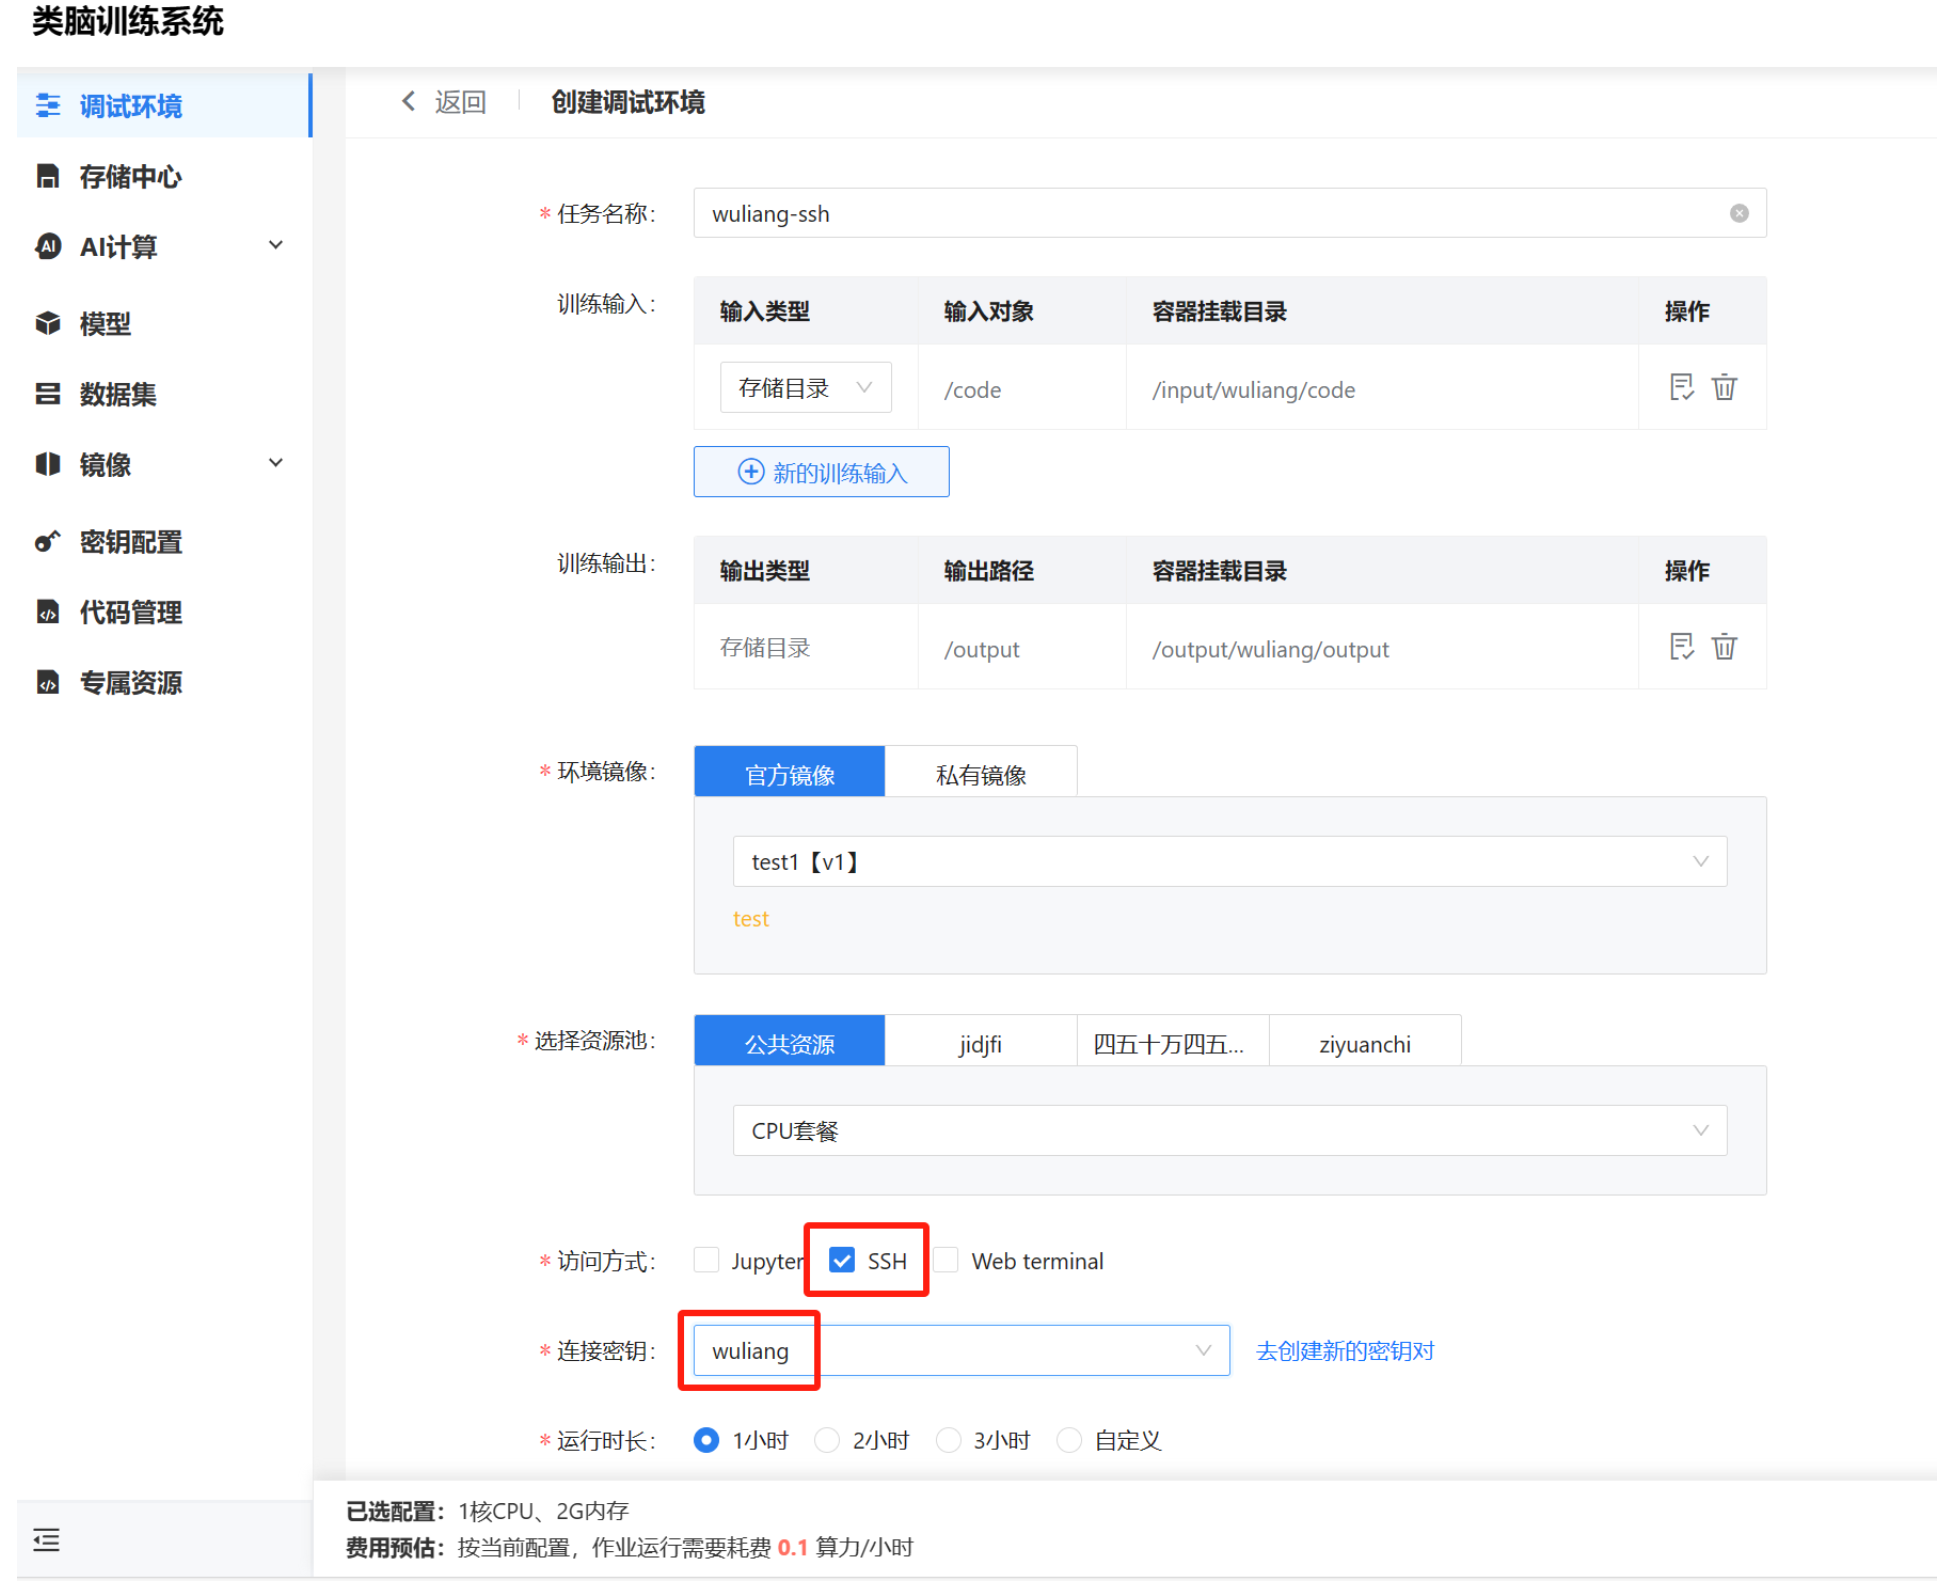 类脑训练系统
调试环境
存储中心
AI计算
模型
数据集
镜像
密钥配置
代码管理
专属资源
返回 创建调试环境
* 任务名称: wuliang-ssh
训练输入: 输入类型 输入对象 容器挂载目录 操作
存储目录 /code /input/wuliang/code
新的训练输入
训练输出: 输出类型 输出路径 容器挂载目录 操作
存储目录 /output /output/wuliang/output
* 环境镜像: 官方镜像 私有镜像
test1【v1】
test
* 选择资源池: 公共资源 jidjfi 四五十万四五... ziyuanchi
CPU套餐
* 访问方式: Jupyter SSH Web terminal
* 连接密钥: wuliang 去创建新的密钥对
* 运行时长: 1小时 2小时 3小时 自定义
已选配置：1核CPU、2G内存
费用预估：按当前配置，作业运行需要耗费 0.1 算力/小时